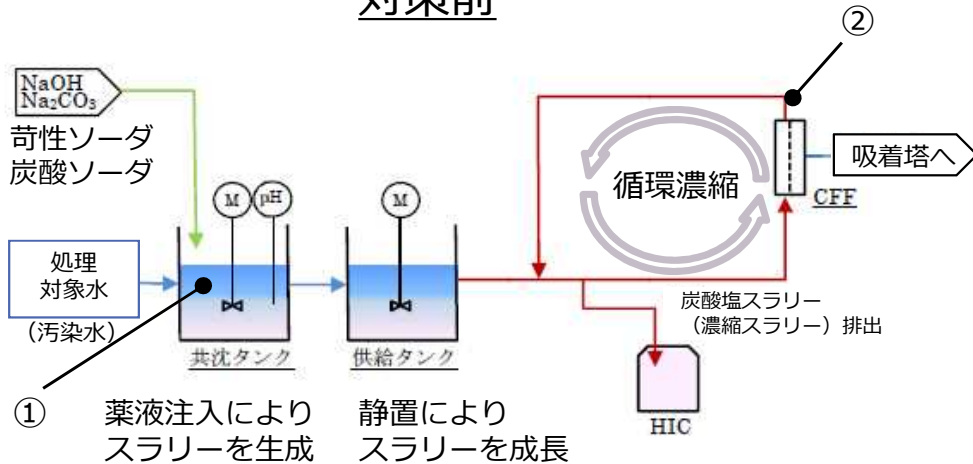 対策前
②
NaOH
Na₂CO₃
苛性ソーダ
炭酸ソーダ
吸着塔へ
循環濃縮
CFF
M
pH
M
処理
対象水
(汚染水)
炭酸塩スラリー
(濃縮スラリー)排出
共沈タンク
供給タンク
①
薬液注入により
スラリーを生成
静置により
スラリーを成長
HIC